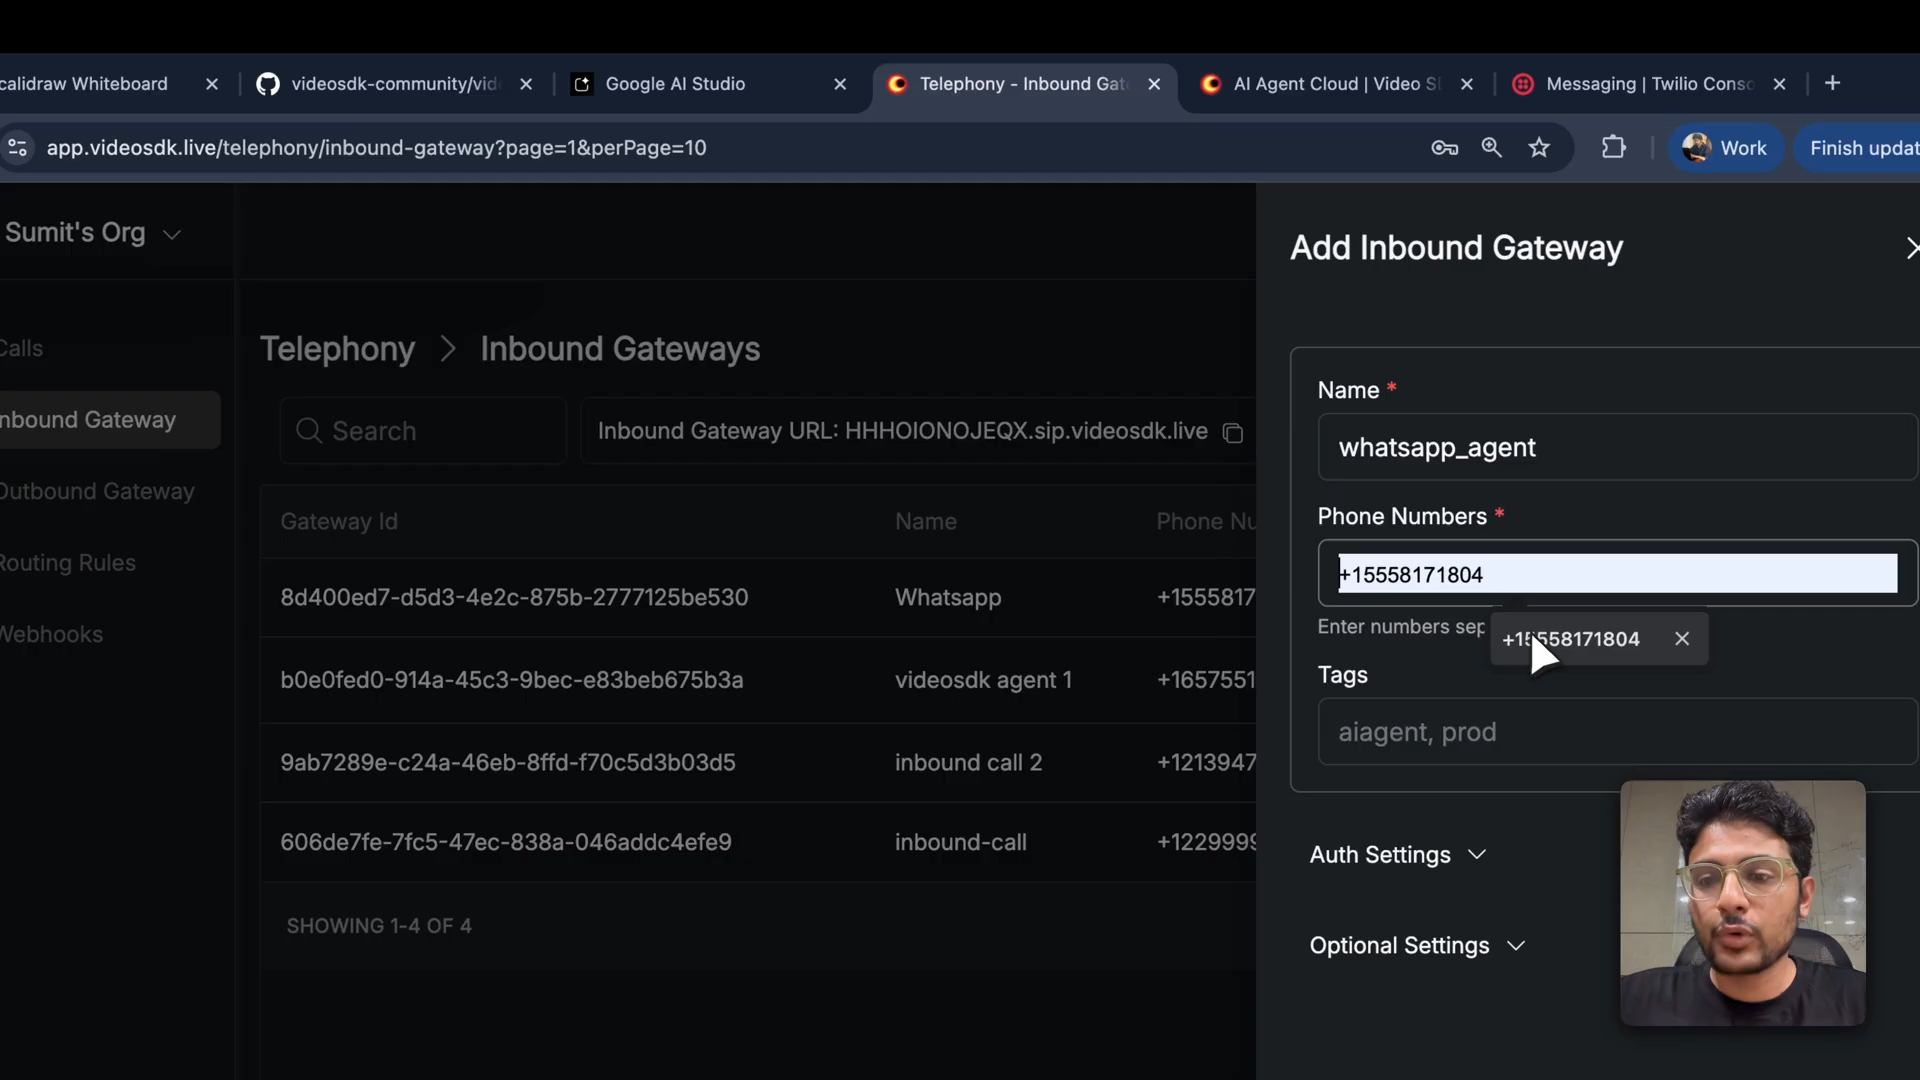 calidraw Whiteboard
videosdk-community/vid
Google AI Studio
Telephony - Inbound Gat
AI Agent Cloud | Video S
Messaging | Twilio Conso
app.videosdk.live/telephony/inbound-gateway?page=1&perPage=10
Work
Finish updat
Sumit's Org
Calls
Inbound Gateway
Outbound Gateway
Routing Rules
Webhooks
Telephony > Inbound Gateways
Search
Inbound Gateway URL: HHHOIONOJEQX.sip.videosdk.live
Gateway Id Name Phone Nu
8d400ed7-d5d3-4e2c-875b-2777125be530 Whatsapp +1555817
b0e0fed0-914a-45c3-9bec-e83beb675b3a videosdk agent 1 +1657551
9ab7289e-c24a-46eb-8ffd-f70c5d3b03d5 inbound call 2 +1213947
606de7fe-7fc5-47ec-838a-046addc4efe9 inbound-call +1229999
SHOWING 1-4 OF 4
Add Inbound Gateway
Name *
whatsapp_agent
Phone Numbers *
+15558171804
Enter numbers sep
+15558171804
Tags
aiagent, prod
Auth Settings
Optional Settings